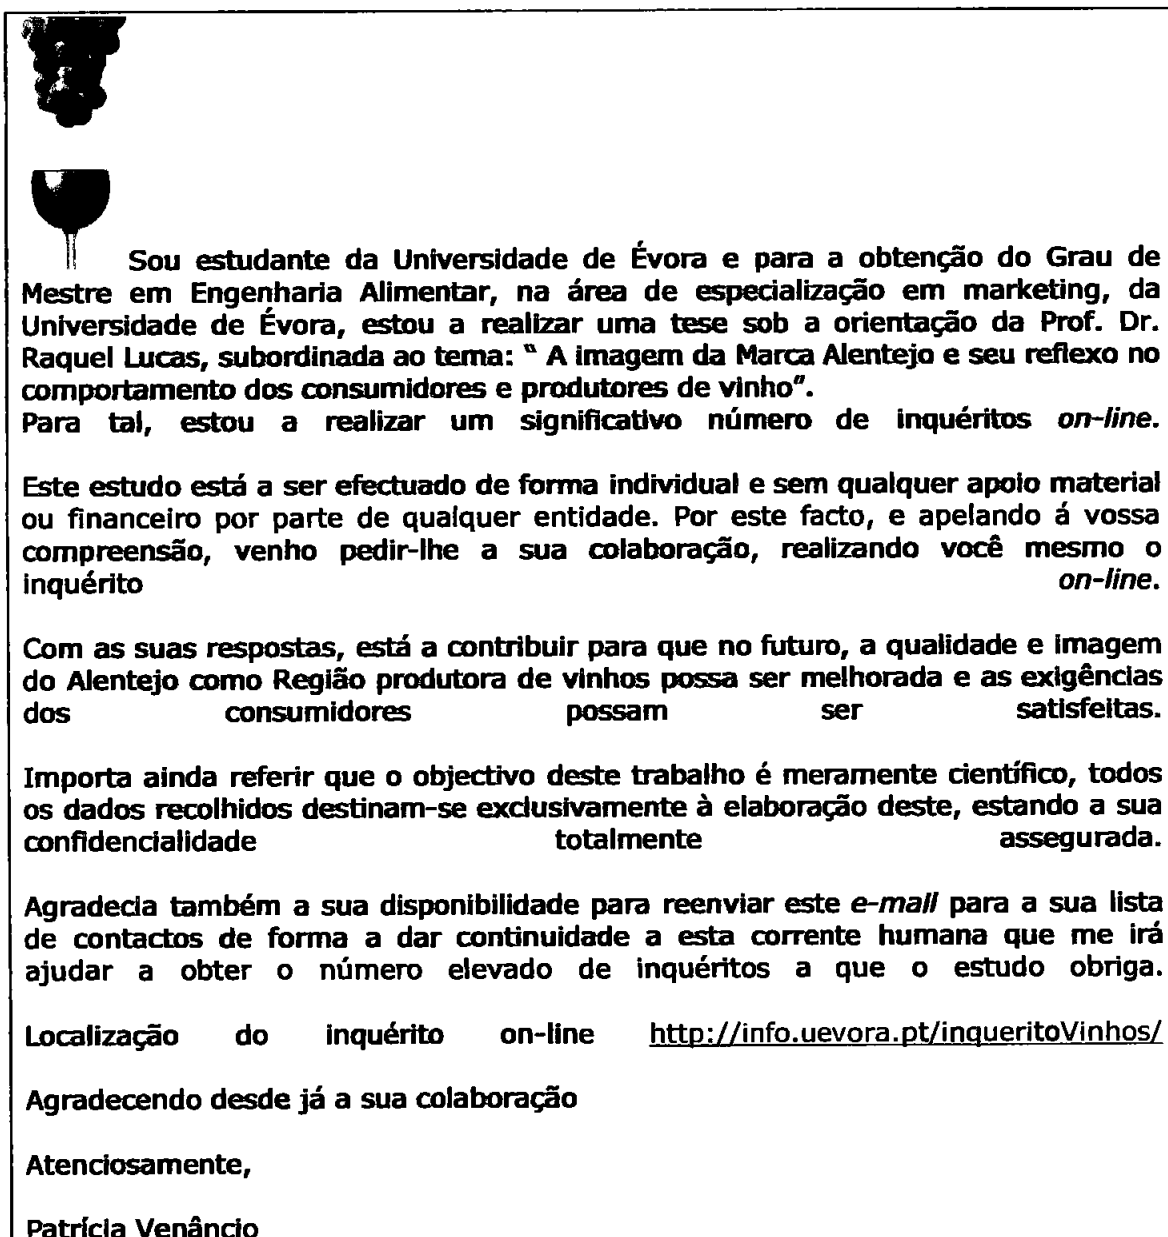 Sou estudante da Universidade de Évora e para a obtenção do Grau de
Mestre em Engenharia Alimentar, na área de especialização em marketing, da
Universidade de Évora, estou a realizar uma tese sob a orientação da Prof. Dr.
Raquel Lucas, subordinada ao tema: " A imagem da Marca Alentejo e seu reflexo no
comportamento dos consumidores e produtores de vinho".
Para tal, estou a realizar um significativo número de inquéritos on-line.
Este estudo está a ser efectuado de forma individual e sem qualquer apoio material
ou financeiro por parte de qualquer entidade. Por este facto, e apelando á vossa
compreensão, venho pedir-lhe a sua colaboração, realizando você mesmo o
inquérito on-line.
Com as suas respostas, está a contribuir para que no futuro, a qualidade e imagem
do Alentejo como Região produtora de vinhos possa ser melhorada e as exigências
dos consumidores possam ser satisfeitas.
Importa ainda referir que o objectivo deste trabalho é meramente científico, todos
os dados recolhidos destinam-se exclusivamente à elaboração deste, estando a sua
confidencialidade totalmente assegurada.
Agradecia também a sua disponibilidade para reenviar este e-mail para a sua lista
de contactos de forma a dar continuidade a esta corrente humana que me irá
ajudar a obter o número elevado de inquéritos a que o estudo obriga.
Localização do inquérito on-line http://info.uevora.pt/inqueritoVinhos/
Agradecendo desde já a sua colaboração
Atenciosamente,
Patrícia Venâncio